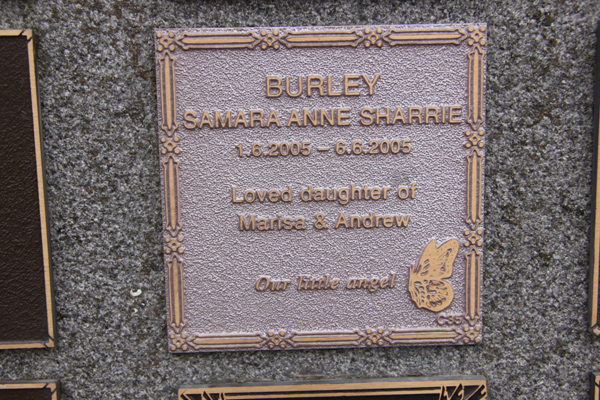 BURLEY
SAMARA ANNE SHARRIE
1.6.2005 – 6.6.2005
Loved daughter of
Marisa & Andrew
Our little angel